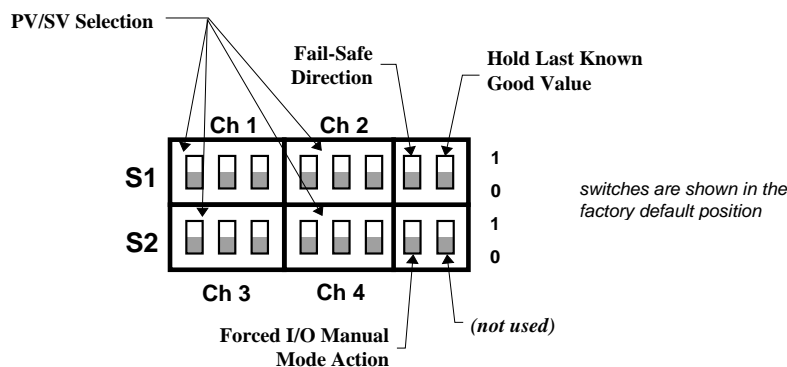 PV/SV Selection
Fail-Safe
Direction
Hold Last Known
Good Value
Ch 1
Ch 2
S1
1
0
switches are shown in the
factory default position
S2
1
0
Ch 3
Ch 4
Forced I/O Manual
Mode Action
(not used)